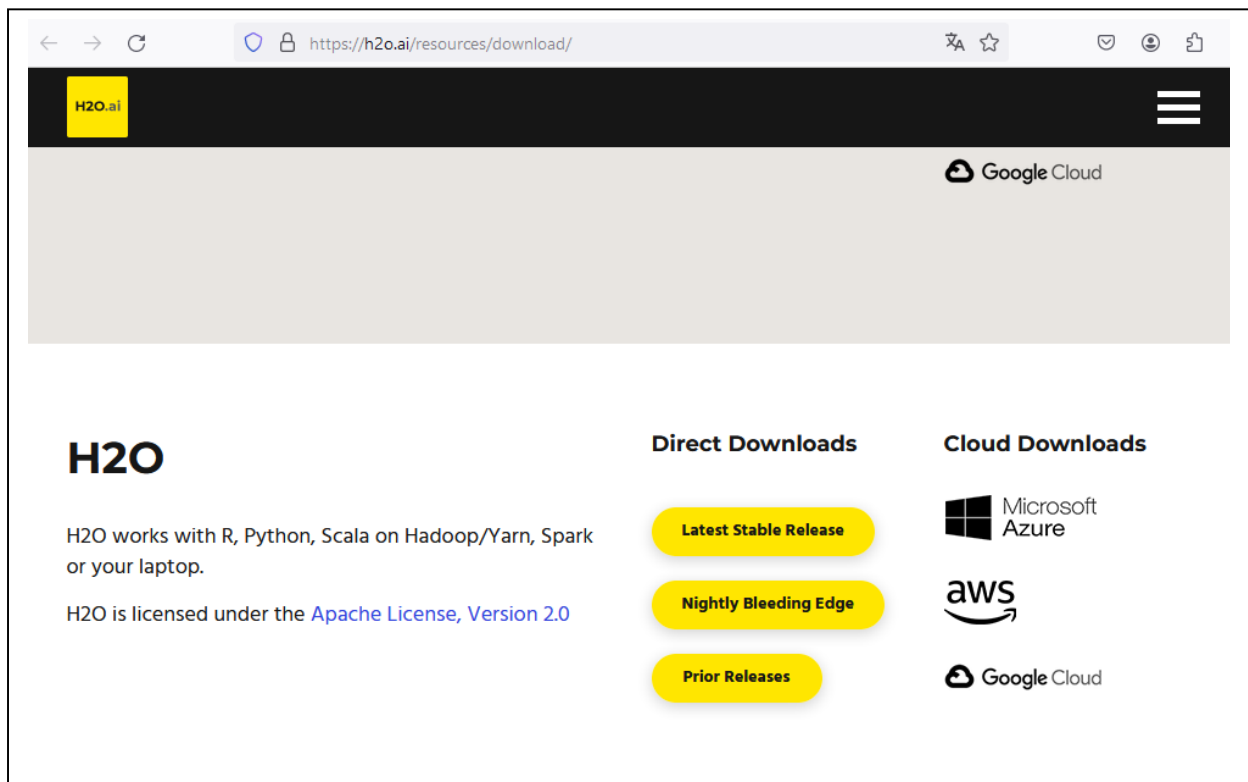 https://h2o.ai/resources/download/
H2O.ai
Google Cloud
H2O
H2O works with R, Python, Scala on Hadoop/Yarn, Spark
or your laptop.
H2O is licensed under the Apache License, Version 2.0
Direct Downloads
Latest Stable Release
Nightly Bleeding Edge
Prior Releases
Cloud Downloads
Microsoft
Azure
aws
Google Cloud